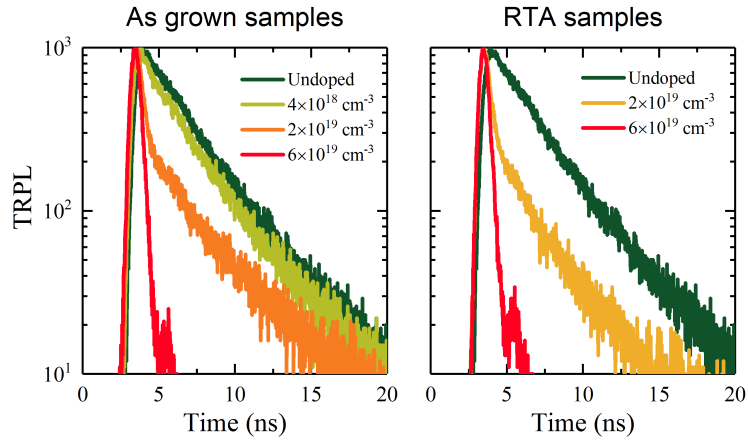 As grown samples
RTA samples
TRPL
10³
10²
10¹
Undoped
4×10¹⁸ cm⁻³
2×10¹⁹ cm⁻³
6×10¹⁹ cm⁻³
0 5 10 15 20
Time (ns)
Undoped
2×10¹⁹ cm⁻³
6×10¹⁹ cm⁻³
0 5 10 15 20
Time (ns)